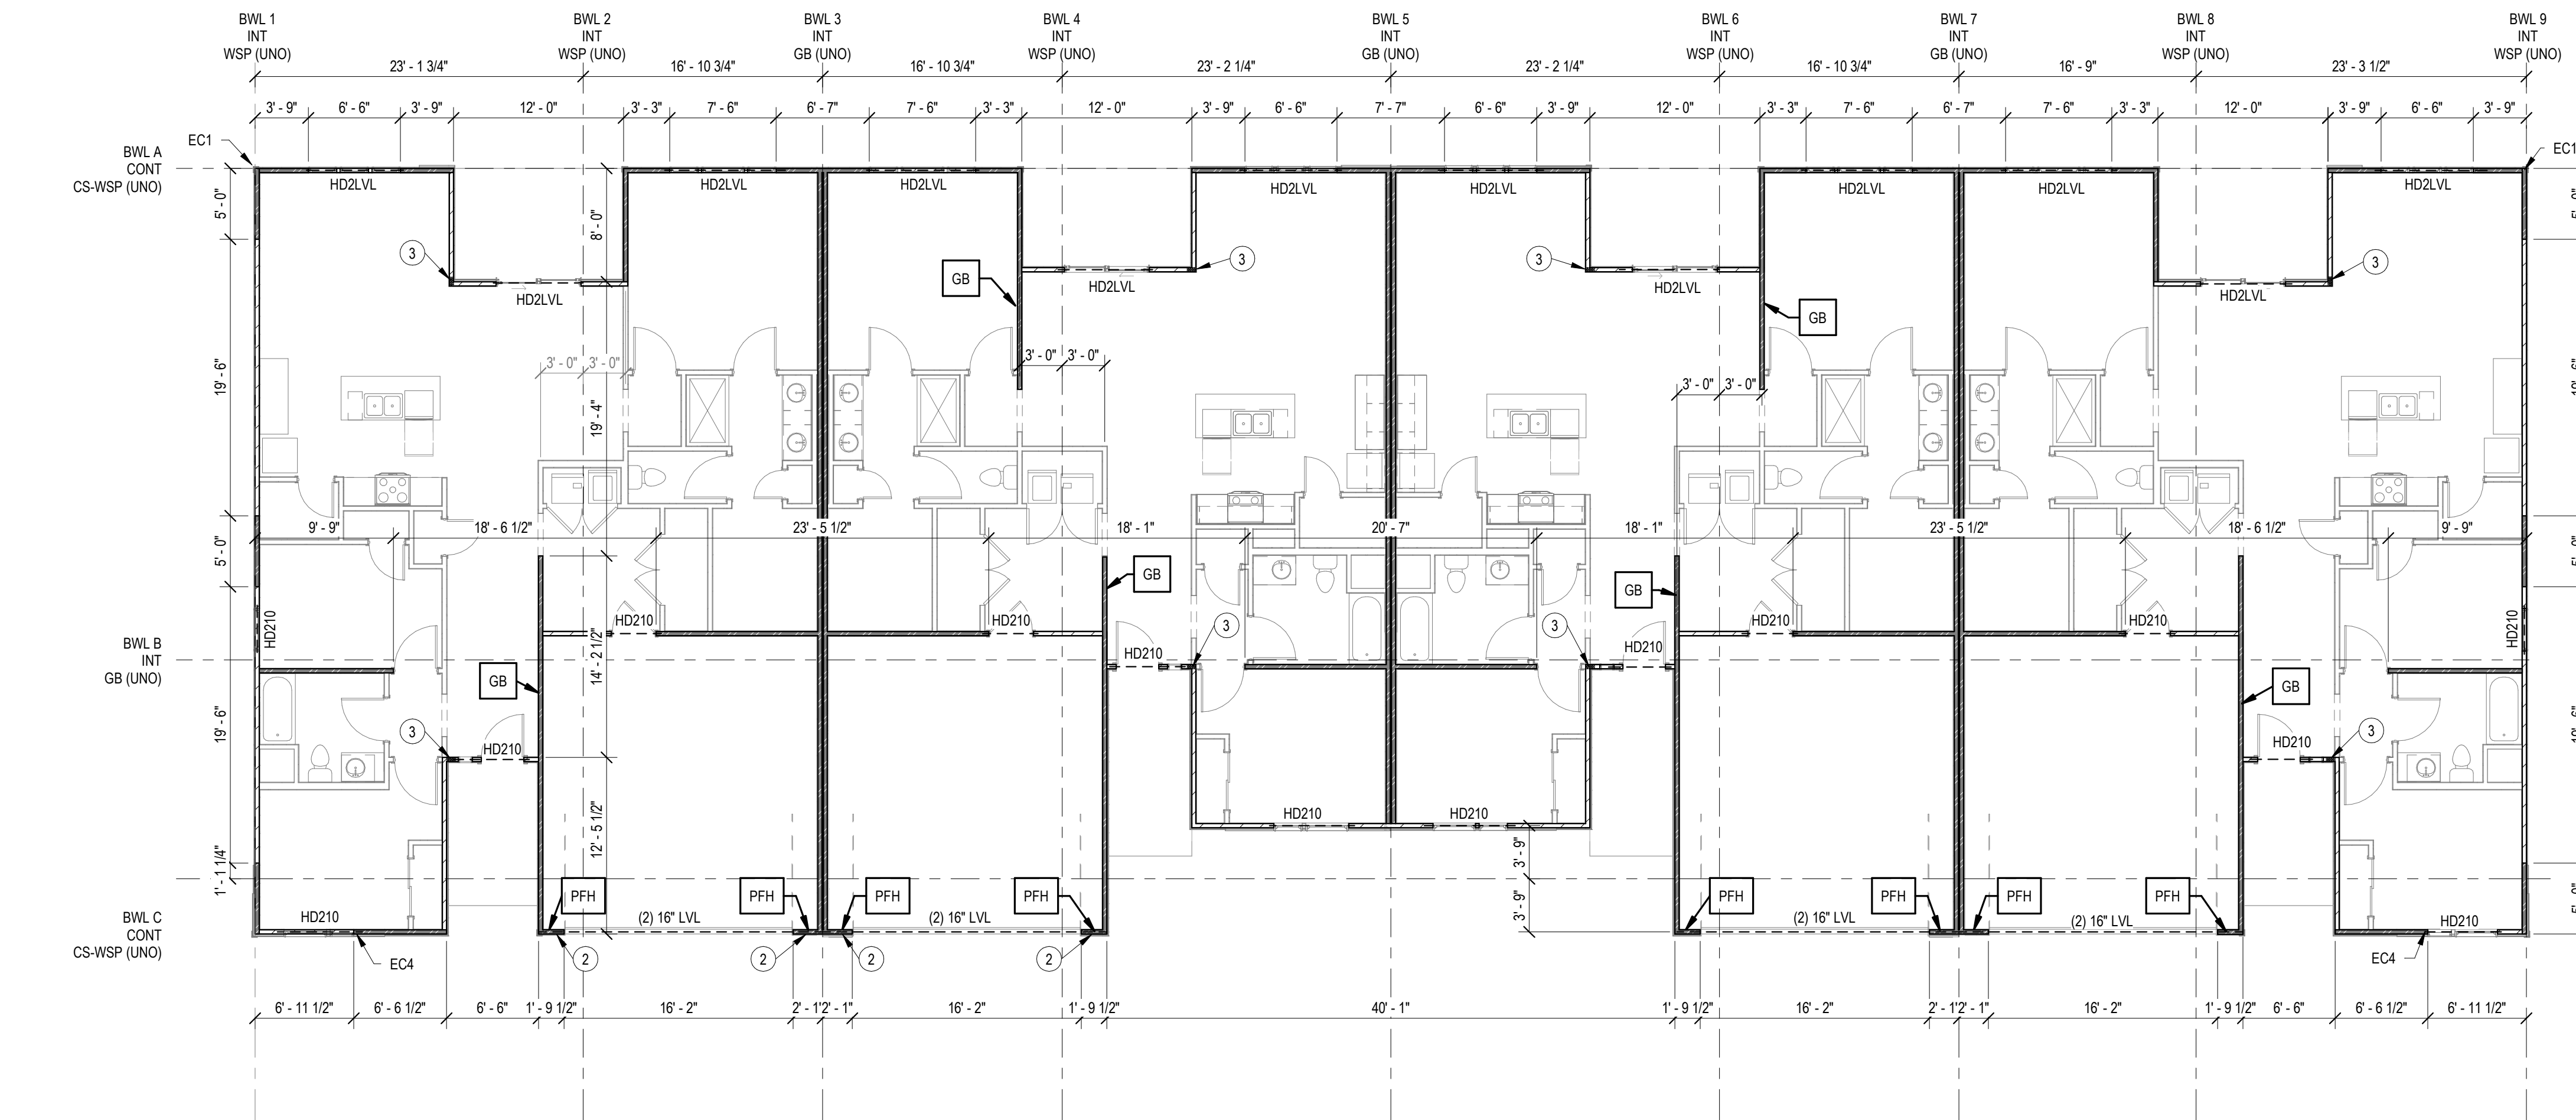 BWL 1
INT
WSP (UNO)
BWL 2
INT
WSP (UNO)
BWL 3
INT
GB (UNO)
BWL 4
INT
WSP (UNO)
BWL 5
INT
GB (UNO)
BWL 6
INT
WSP (UNO)
BWL 7
INT
GB (UNO)
BWL 8
INT
WSP (UNO)
BWL 9
INT
WSP (UNO)
23' - 1 3/4" 16' - 10 3/4" 16' - 10 3/4" 23' - 2 1/4" 23' - 2 1/4" 16' - 10 3/4" 16' - 9" 23' - 3 1/2"
3' - 9" 6' - 6" 3' - 9" 12' - 0" 3' - 3" 7' - 6" 6' - 7" 7' - 6" 3' - 3" 12' - 0" 3' - 9" 6' - 6" 7' - 7" 6' - 6" 3' - 9" 12' - 0" 3' - 3" 7' - 6" 6' - 7" 7' - 6" 3' - 3" 12' - 0" 3' - 9" 6' - 6" 3' - 9"
EC1 EC1
BWL A
CONT
CS-WSP (UNO)
HD2LVL HD2LVL HD2LVL HD2LVL HD2LVL HD2LVL HD2LVL HD2LVL
5' - 0" 8' - 0"
3 3 3 3
GB GB
HD2LVL HD2LVL HD2LVL HD2LVL
3' - 0" 3' - 0" 3' - 0" 3' - 0" 3' - 0" 3' - 0"
19' - 6" 19' - 4"
9' - 9" 18' - 6 1/2" 23' - 5 1/2" 18' - 1" 20' - 7" 18' - 1" 23' - 5 1/2" 18' - 6 1/2" 9' - 9"
5' - 0"
GB GB
HD210 HD210 HD210 HD210 HD210 HD210
3 3
14' - 2 1/2"
BWL B
INT
GB (UNO)
HD210 HD210
GB GB
19' - 6"
3 HD210 HD210 3
HD210 HD210
12' - 5 1/2" 3' - 9"
1' - 1 1/4" 3' - 9"
PFH PFH PFH PFH PFH PFH PFH PFH
BWL C
CONT
CS-WSP (UNO)
HD210 (2) 16" LVL (2) 16" LVL (2) 16" LVL (2) 16" LVL HD210
EC4 2 2 2 2 EC4
6' - 11 1/2" 6' - 6 1/2" 6' - 6" 1' - 9 1/2" 16' - 2" 2' - 1" 2' - 1" 16' - 2" 1' - 9 1/2" 40' - 1" 1' - 9 1/2" 16' - 2" 2' - 1" 2' - 1" 16' - 2" 1' - 9 1/2" 6' - 6" 6' - 6 1/2" 6' - 11 1/2"